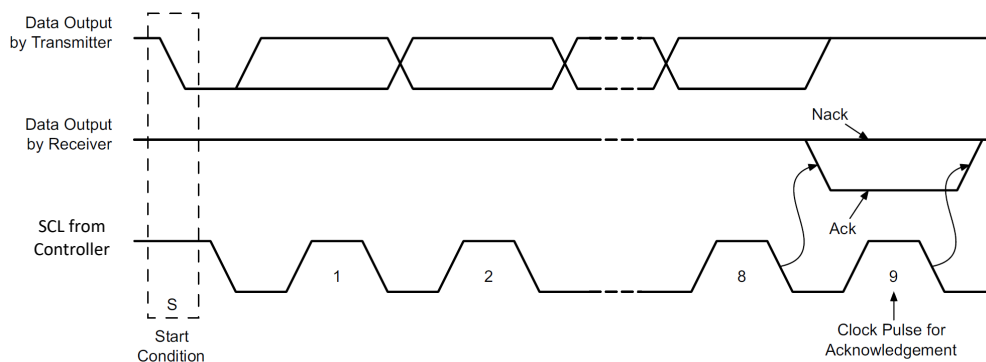 Data Output
by Transmitter
Data Output
by Receiver
Nack
Ack
SCL from
Controller
1
2
8
9
S
Start
Condition
Clock Pulse for
Acknowledgement